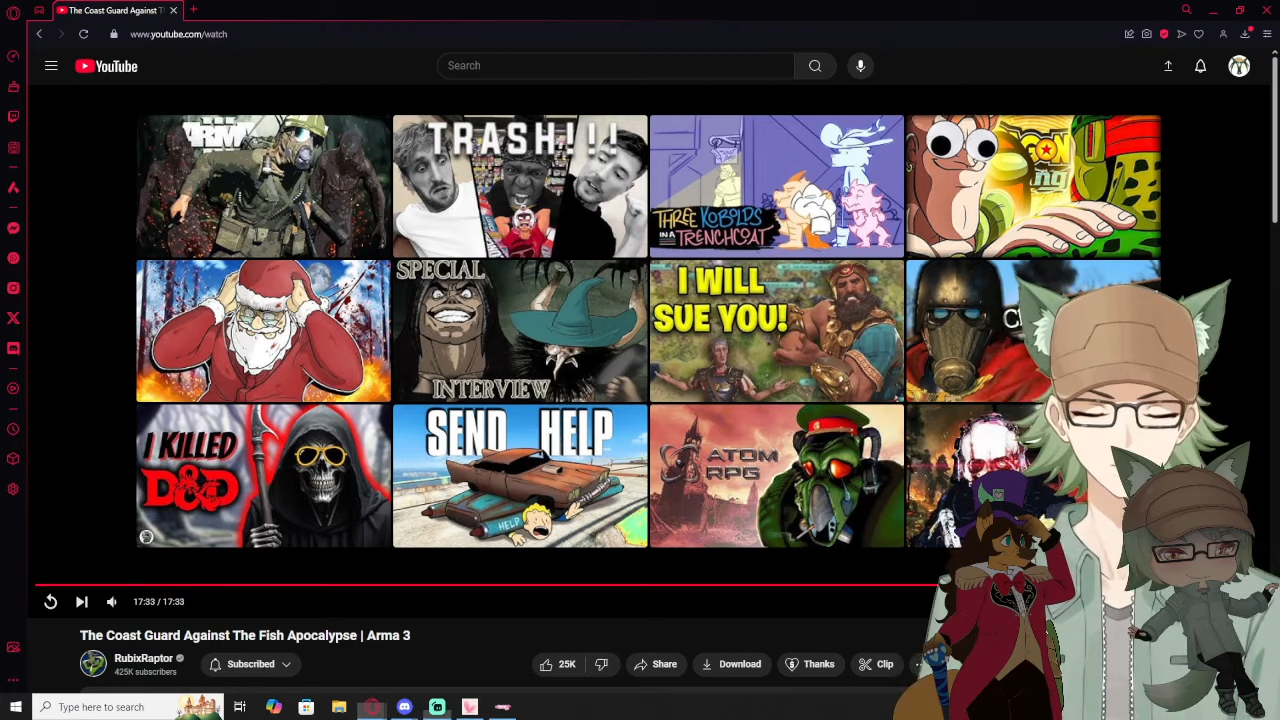 The Coast Guard Against Th
www.youtube.com/watch
YouTube
Search
ARMA
TRASH!!!
THREE KOBOLDS
IN A
TRENCHCOAT
SPECIAL
INTERVIEW
I WILL
SUE YOU!
I KILLED
D&D
SEND HELP
HELP
ATOM
RPG
17:33 / 17:33
The Coast Guard Against The Fish Apocalypse | Arma 3
RubixRaptor
425K subscribers
Subscribed
25K
Share
Download
Thanks
Clip
Type here to search